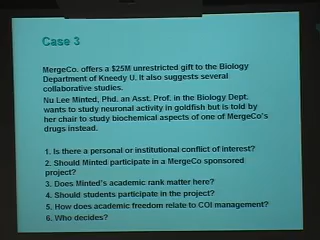 Case 3
MergeCo. offers a $25M unrestricted gift to the Biology
Department of Kneedy U. It also suggests several
collaborative studies.
Nu Lee Minted, Phd. an Asst. Prof. in the Biology Dept.
wants to study neuronal activity in goldfish but is told by
her chair to study biochemical aspects of one of MergeCo's
drugs instead.
1. Is there a personal or institutional conflict of interest?
2. Should Minted participate in a MergeCo sponsored
project?
3. Does Minted's academic rank matter here?
4. Should students participate in the project?
5. How does academic freedom relate to COI management?
6. Who decides?